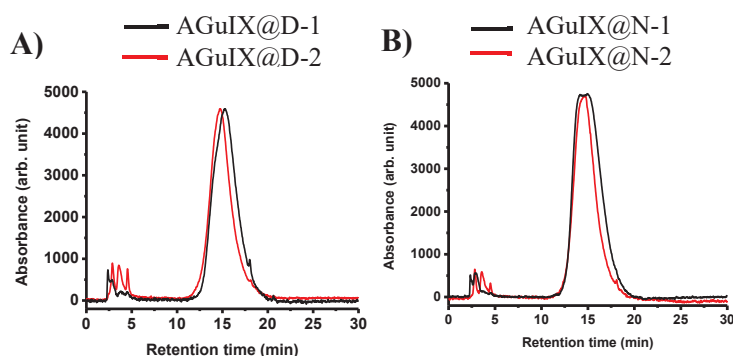 A)
AGuIX@D-1
AGuIX@D-2
5000
4000
3000
2000
1000
0
Absorbance (arb. unit)
0 5 10 15 20 25 30
Retention time (min)
B)
AGuIX@N-1
AGuIX@N-2
5000
4000
3000
2000
1000
0
Absorbance (arb. unit)
0 5 10 15 20 25 30
Retention time (min)